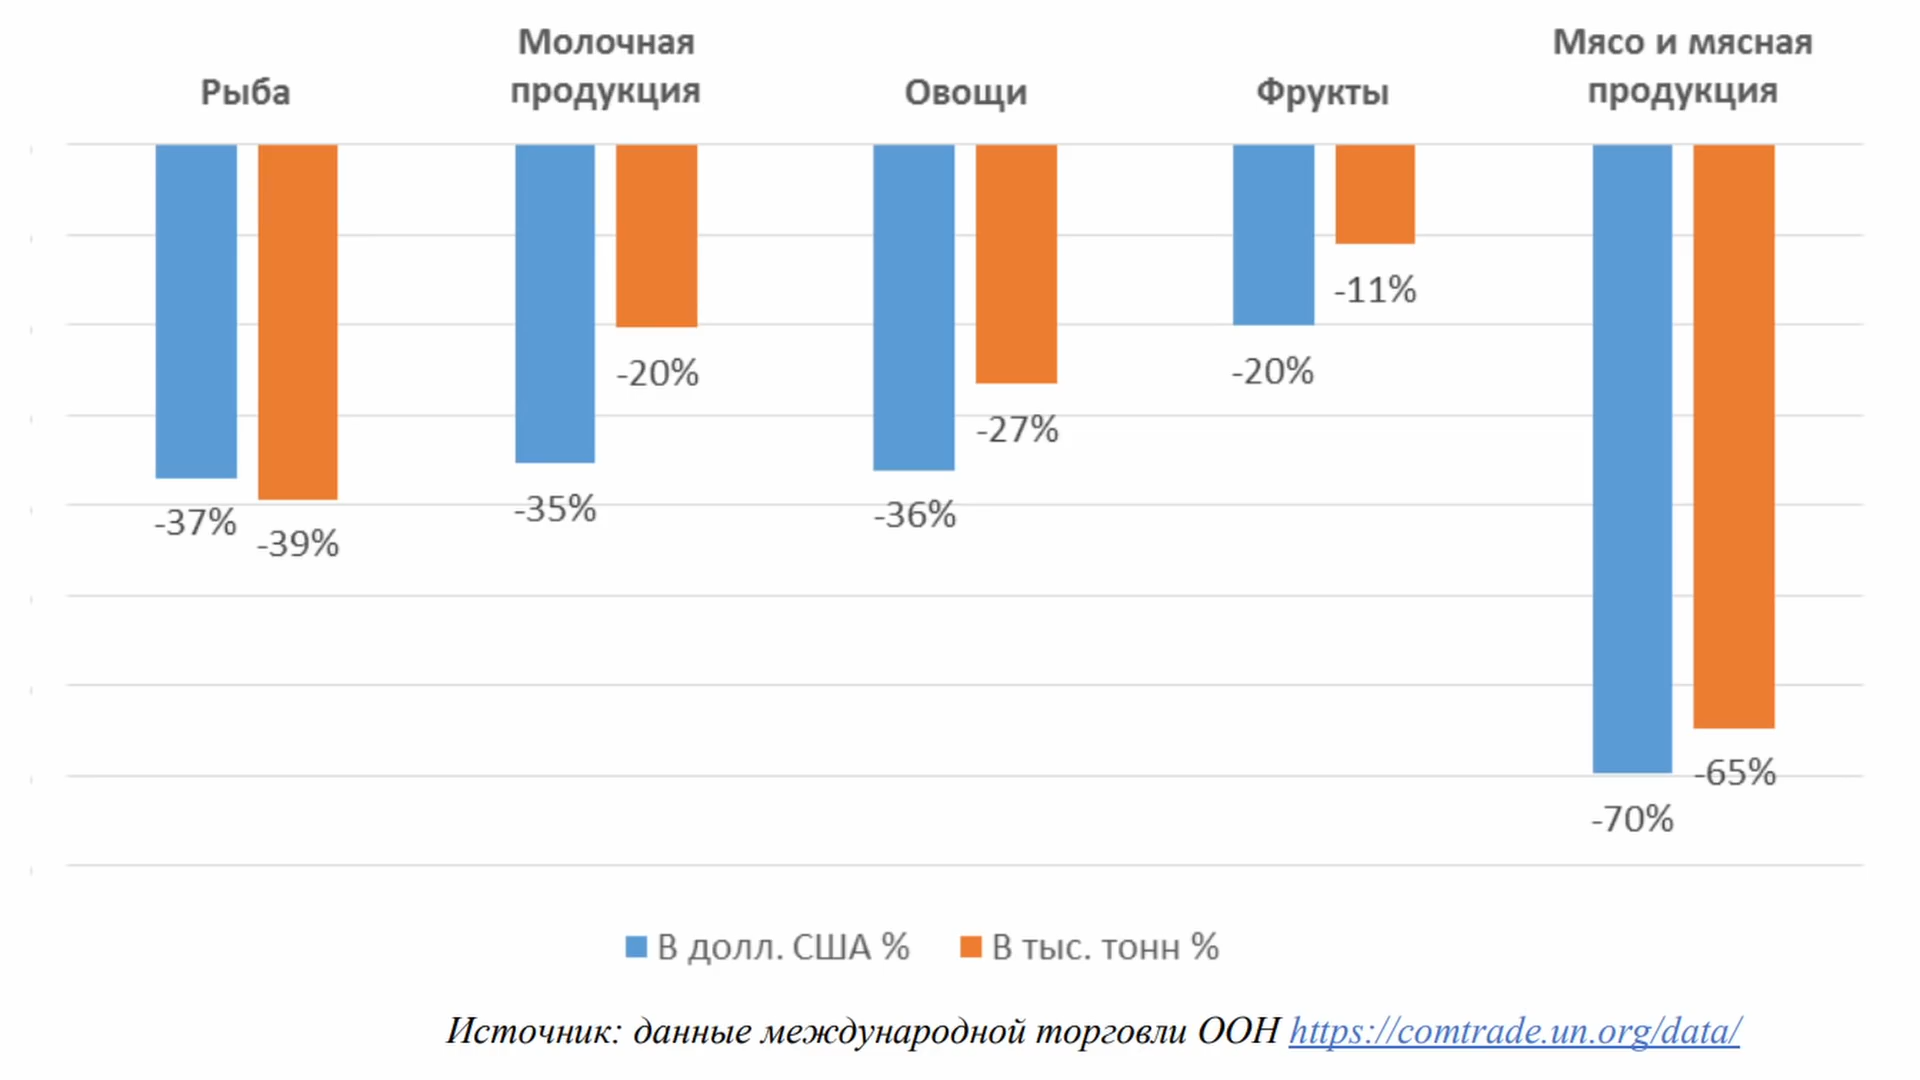 Рыба
Молочная
продукция
Овощи
Фрукты
Мясо и мясная
продукция
-37%
-39%
-35%
-20%
-36%
-27%
-20%
-11%
-70%
-65%
В долл. США %
В тыс. тонн %
Источник: данные международной торговли ООН https://comtrade.un.org/data/